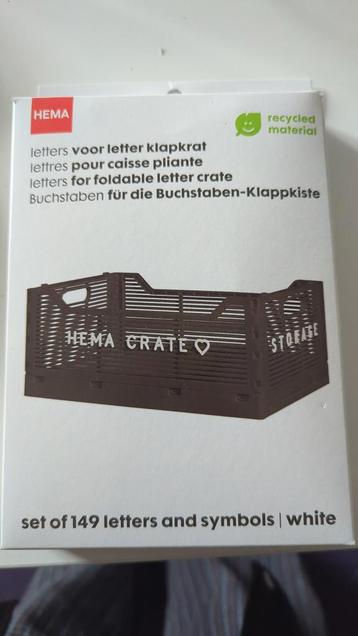 HEMA
recycled
material
letters voor letter klapkrat
lettres pour caisse pliante
letters for foldable letter crate
Buchstaben für die Buchstaben-Klappkiste
HEMA CRATE♡
STORAGE
set of 149 letters and symbols | white